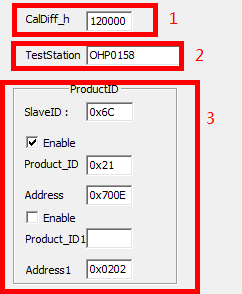 CalDiff_h 120000 1
TestStation OHP0158 2
ProductID
SlaveID : 0x6C 3
Enable
Product_ID 0x21
Address 0x700E
Enable
Product_ID1
Address1 0x0202